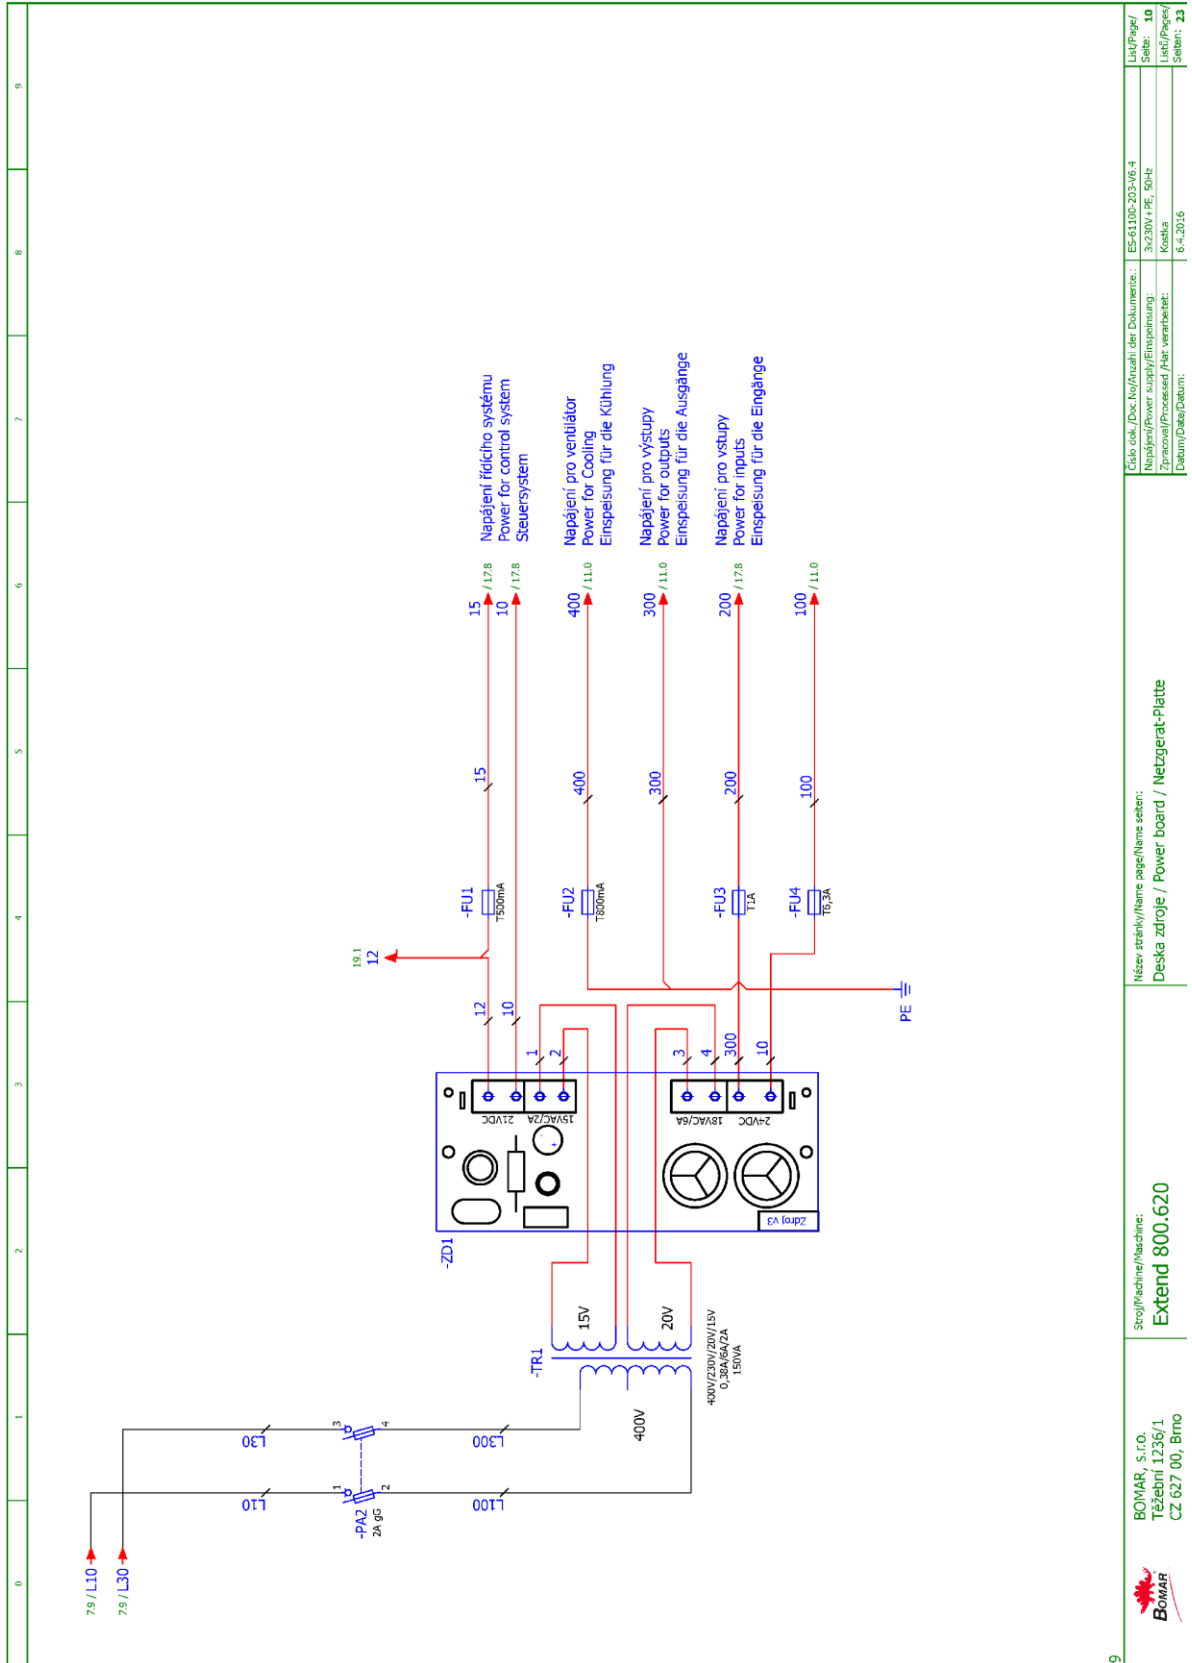 0 1 2 3 4 5 6 7 8 9
7.9 / L10
7.9 / L30
L10
L30
-PA2
2A gG
1
2
3
4
L100
L300
-TR1
400V
15V
20V
400V/230V/20V/15V
0,38A/6A/2A
150VA
-ZD1
Zdroj v3
21VDC
15VAC/2A
18VAC/6A
24VDC
12
10
1
2
3
4
300
10
19.1
12
PE
-FU1
T500mA
-FU2
T800mA
-FU3
T1A
-FU4
T6,3A
15
400
300
200
100
15 / 17.8
10 / 17.8
400 / 11.0
300 / 11.0
200 / 17.8
100 / 11.0
Napájení řídícího systému
Power for control system
Steuersystem
Napájení pro ventilátor
Power for Cooling
Einspeisung für die Kühlung
Napájení pro výstupy
Power for outputs
Einspeisung für die Ausgänge
Napájení pro vstupy
Power for inputs
Einspeisung für die Eingänge
9
BOMAR
BOMAR, s.r.o.
Těžební 1236/1
CZ 627 00, Brno
Stroj/Machine/Maschine:
Extend 800.620
Název stránky/Name page/Name seiten:
Deska zdroje / Power board / Netzgerat-Platte
Číslo dok./Doc.No/Anzahl der Dokumente.: ES-61100-203-V6.4
Napájení/Power supply/Einspeinsung: 3x230V+PE, 50Hz
Zpracoval/Processed /Hat verarbeitet: Kostka
Datum/Date/Datum: 6.4.2016
List/Page/
Seite: 10
Listů/Pages/
Seiten: 23